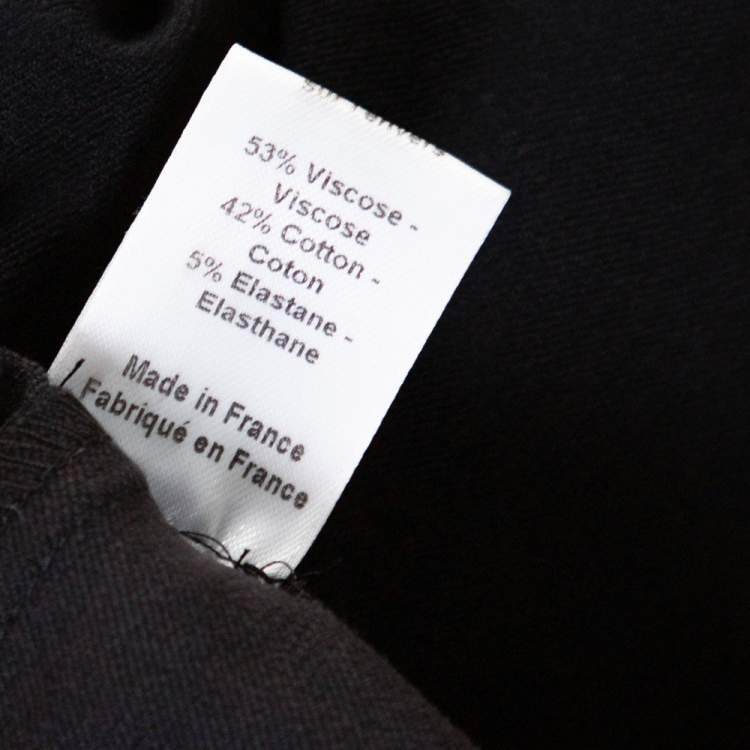 53% Viscose -
Viscose
42% Cotton -
Coton
5% Elastane -
Elasthane
Made in France
Fabriqué en France